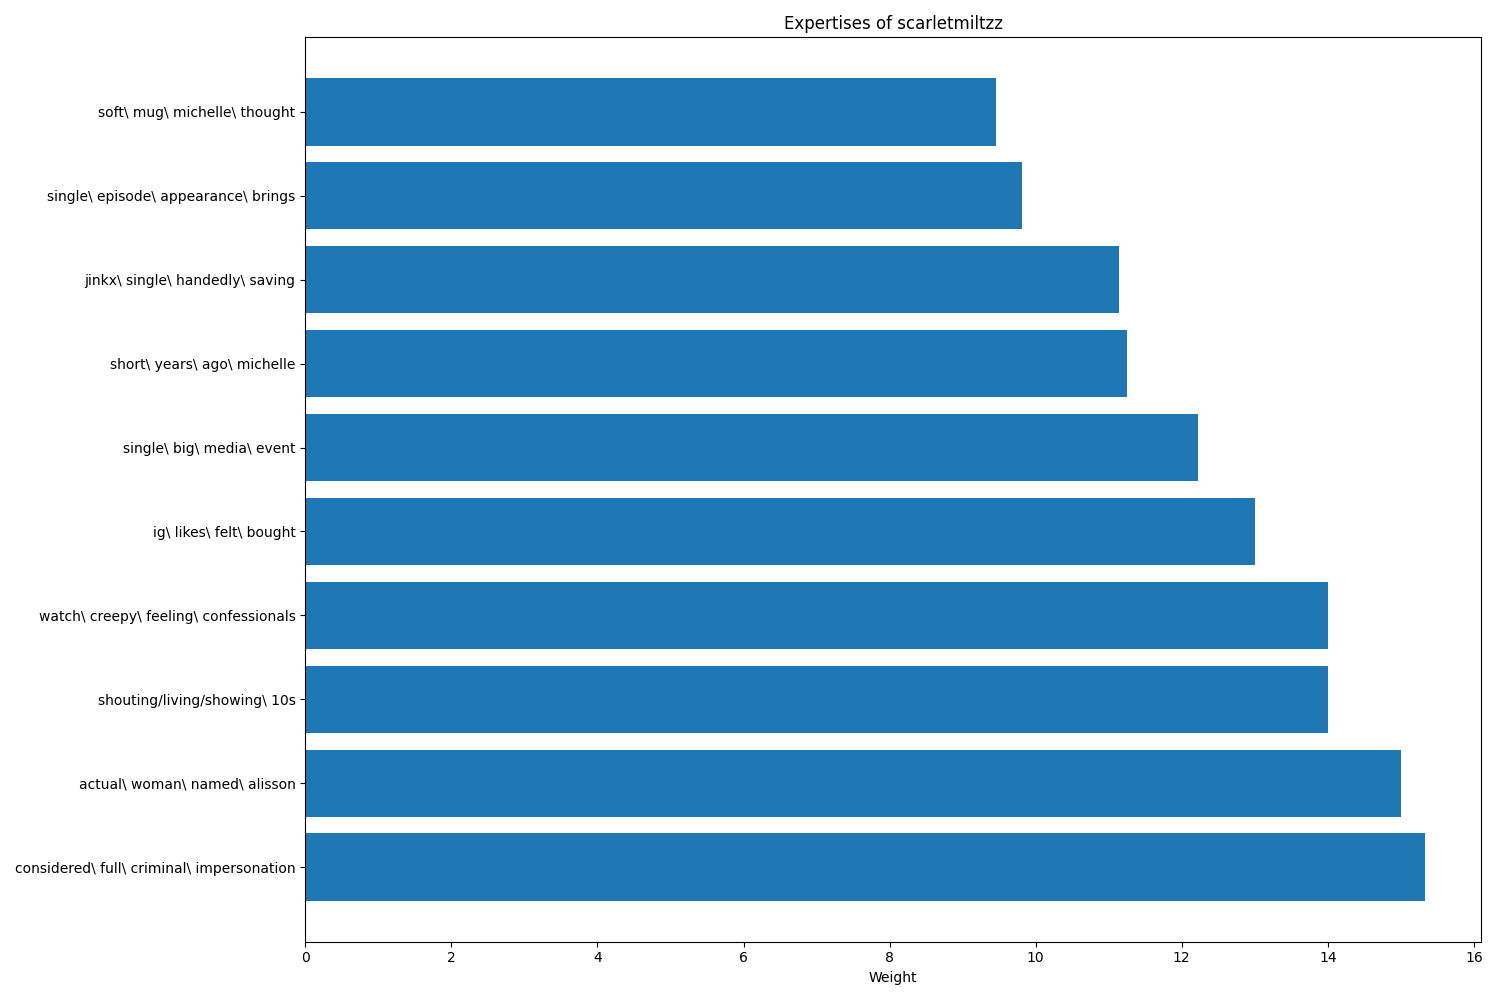 Expertises of scarletmiltzz
soft\ mug\ michelle\ thought
single\ episode\ appearance\ brings
jinkx\ single\ handedly\ saving
short\ years\ ago\ michelle
single\ big\ media\ event
ig\ likes\ felt\ bought
watch\ creepy\ feeling\ confessionals
shouting/living/showing\ 10s
actual\ woman\ named\ alisson
considered\ full\ criminal\ impersonation
0 2 4 6 8 10 12 14 16
Weight